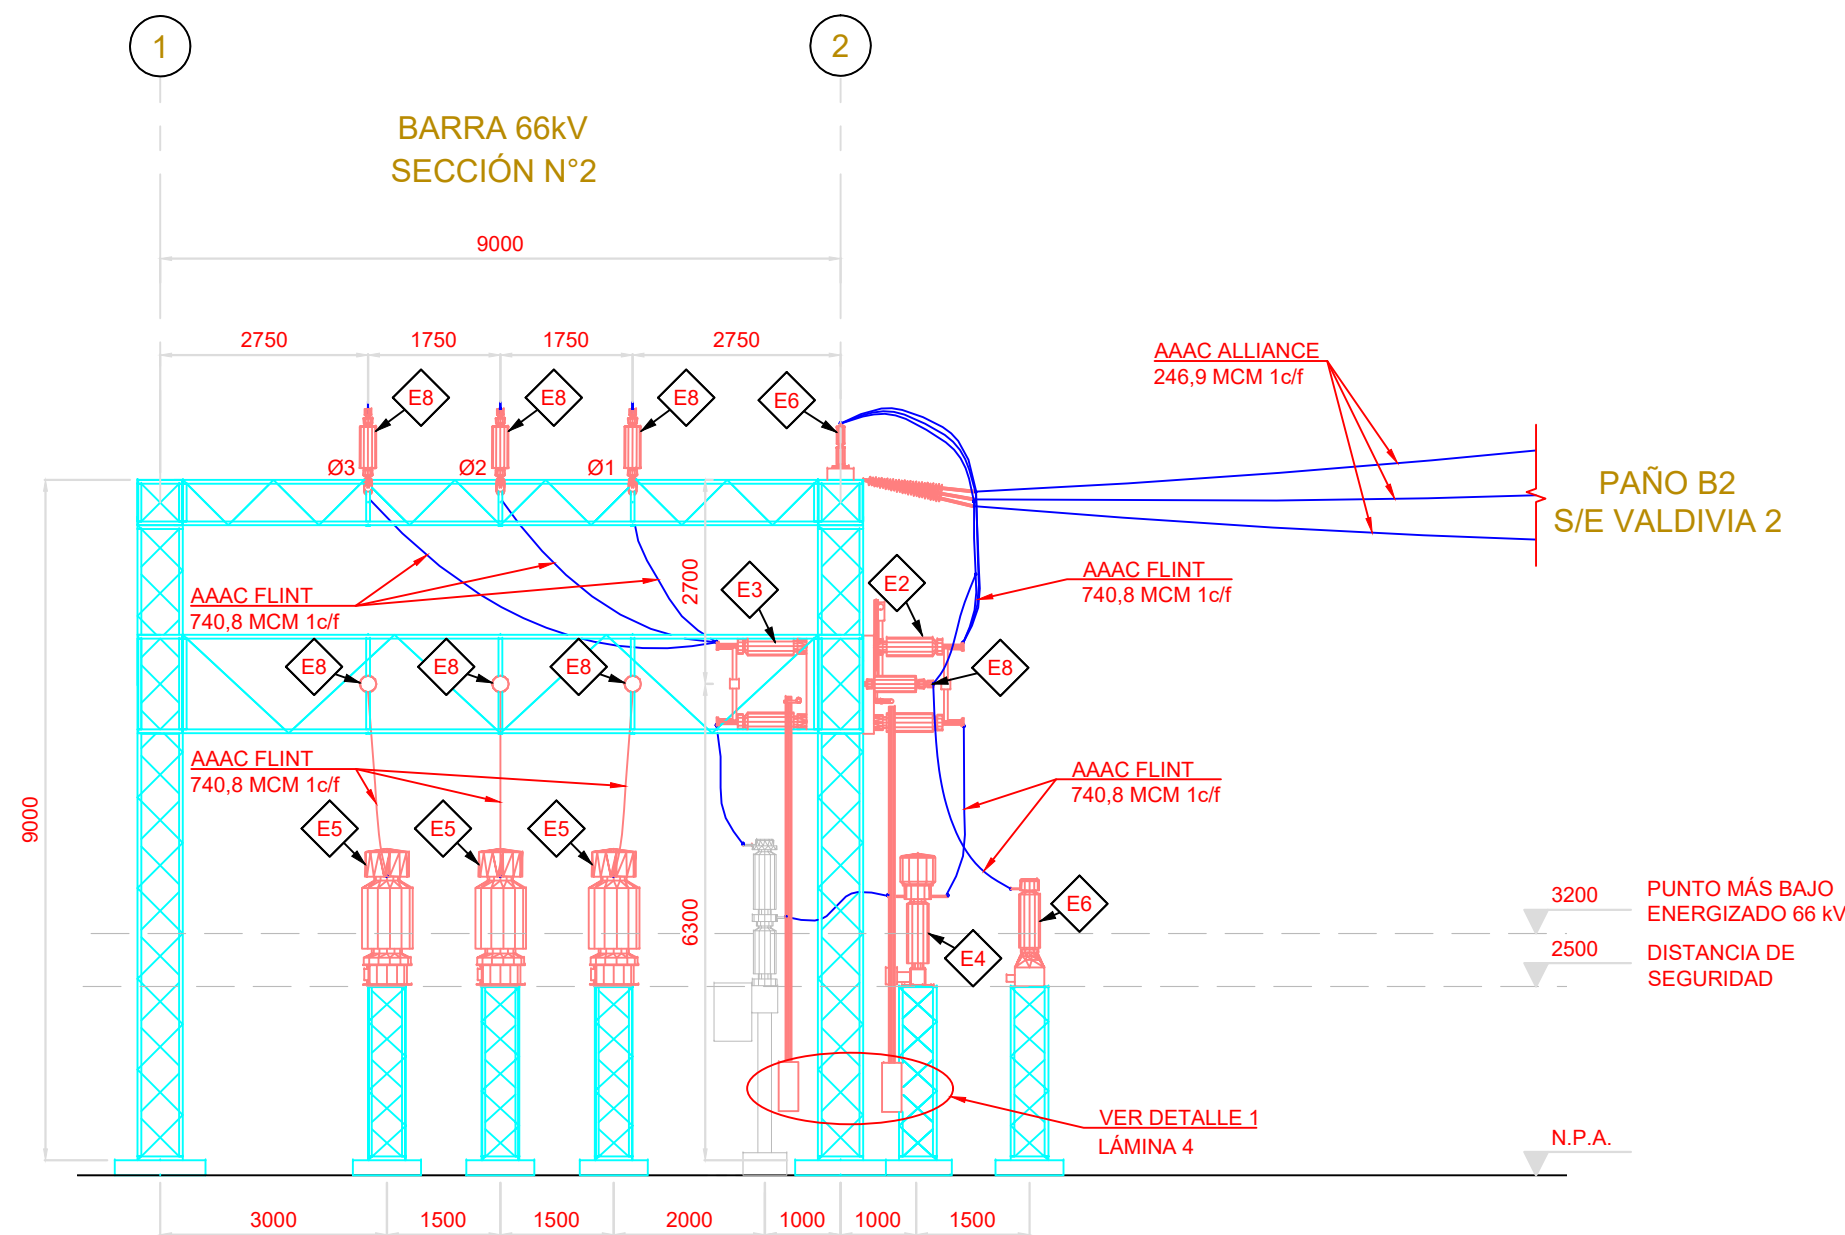 1
2
BARRA 66kV
SECCIÓN N°2
9000
2750
1750
1750
2750
AAAC ALLIANCE
246,9 MCM 1c/f
E8
E8
E8
E6
Ø3
Ø2
Ø1
PAÑO B2
S/E VALDIVIA 2
AAAC FLINT
740,8 MCM 1c/f
2700
E3
E2
AAAC FLINT
740,8 MCM 1c/f
E8
E8
E8
E8
AAAC FLINT
740,8 MCM 1c/f
AAAC FLINT
740,8 MCM 1c/f
9000
E5
E5
E5
6300
E4
E6
3200
PUNTO MÁS BAJO
ENERGIZADO 66 kV
2500
DISTANCIA DE
SEGURIDAD
VER DETALLE 1
LÁMINA 4
N.P.A.
3000
1500
1500
2000
1000
1000
1500